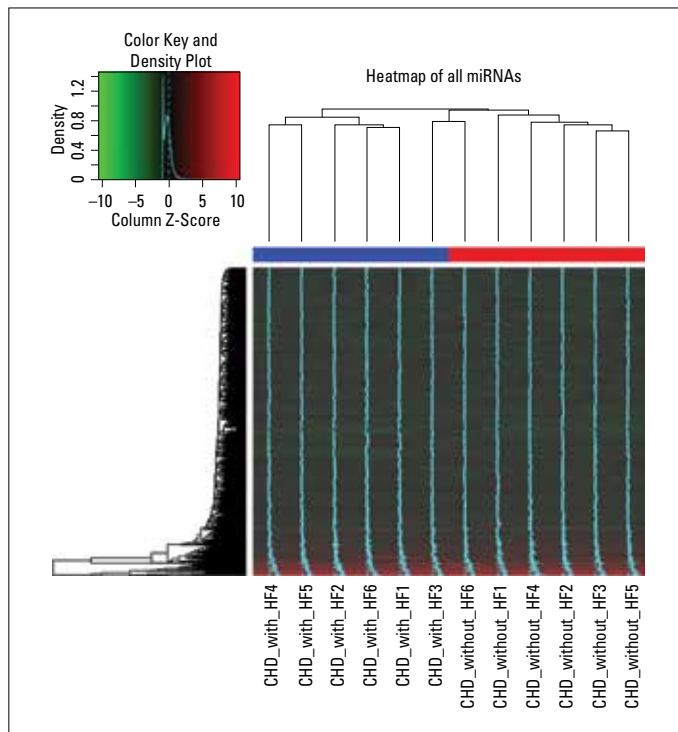 Color Key and
Density Plot
Heatmap of all miRNAs
Density
0 0.4 0.8 1.2
−10 −5 0 5 10
Column Z-Score
CHD_with_HF4
CHD_with_HF5
CHD_with_HF2
CHD_with_HF6
CHD_with_HF1
CHD_with_HF3
CHD_without_HF6
CHD_without_HF1
CHD_without_HF4
CHD_without_HF2
CHD_without_HF3
CHD_without_HF5